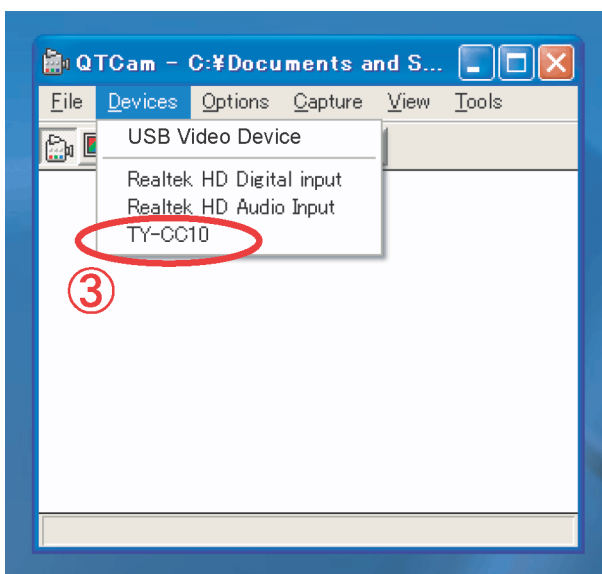 QTCam - C:¥Documents and S...
File Devices Options Capture View Tools
USB Video Device
Realtek HD Digital input
Realtek HD Audio Input
TY-CC10
③